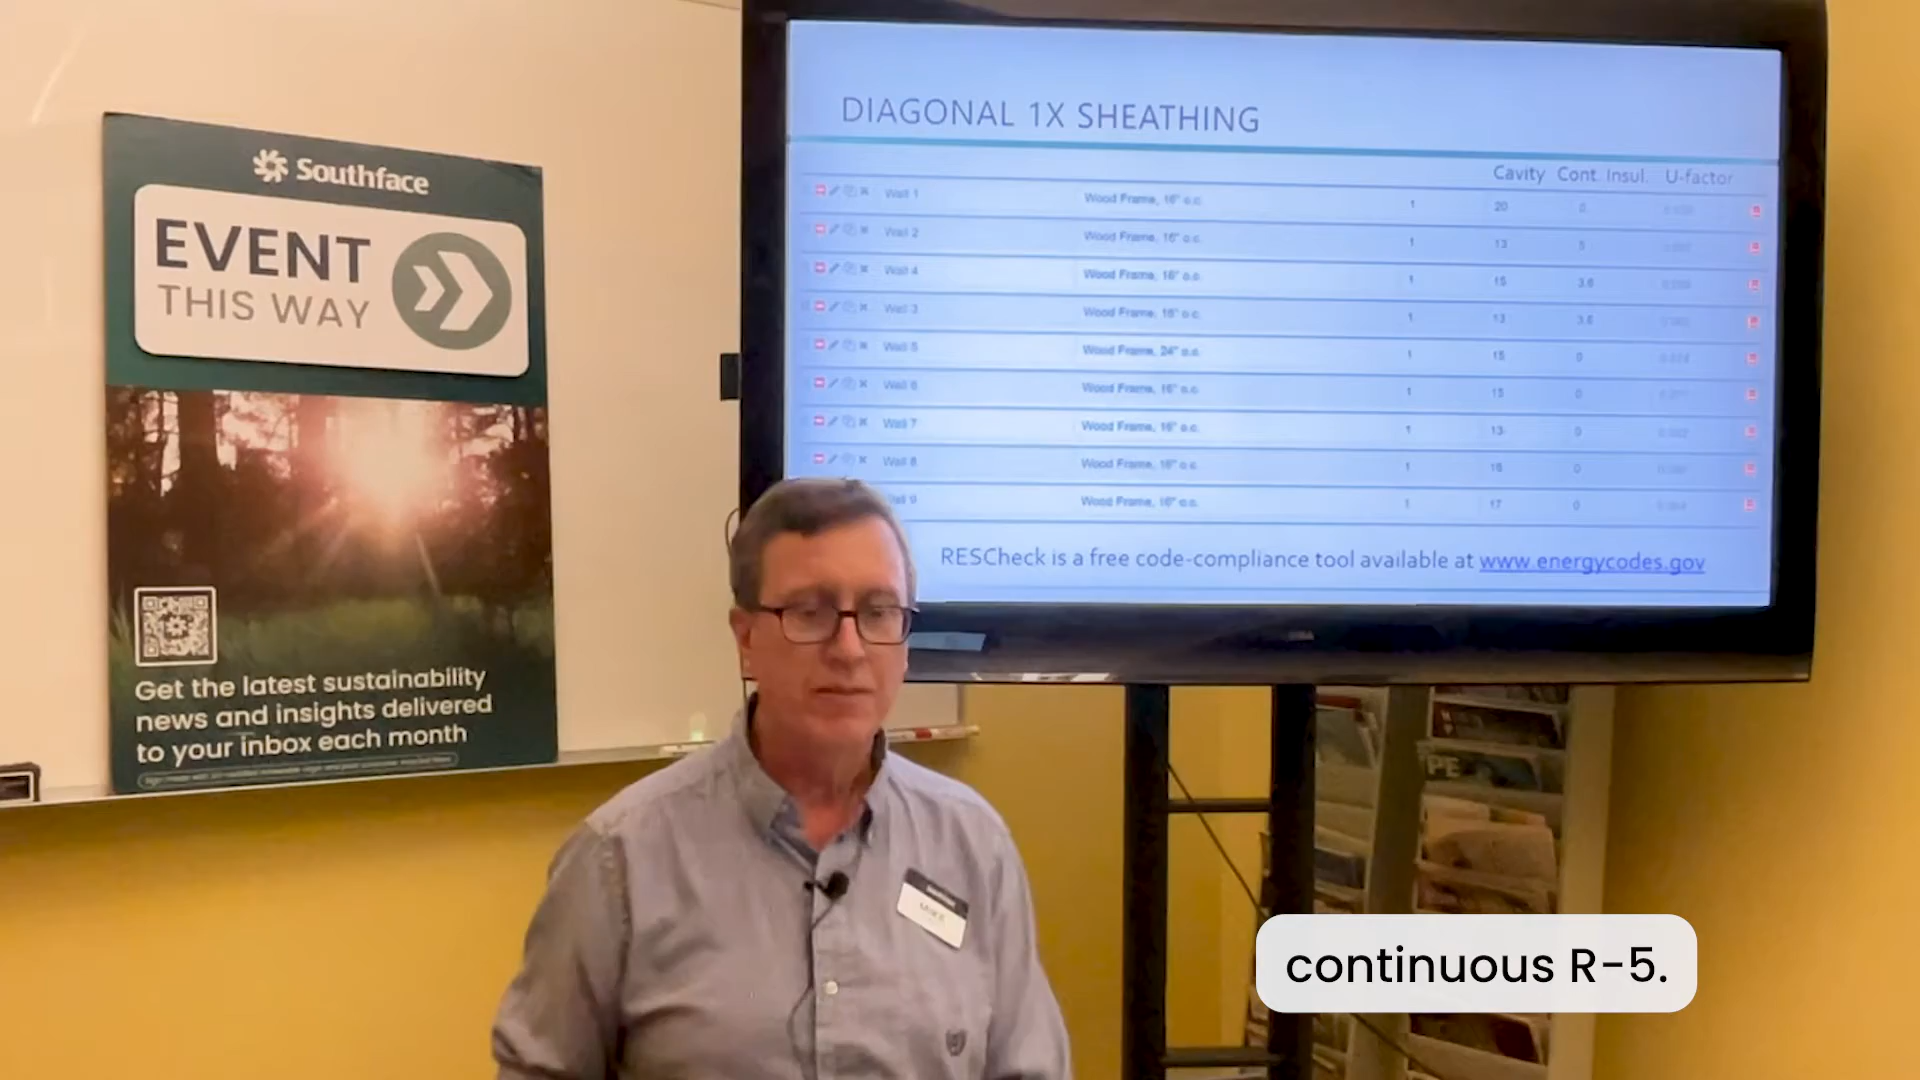 Southface
EVENT
THIS WAY
Get the latest sustainability
news and insights delivered
to your inbox each month
DIAGONAL 1X SHEATHING
Cavity Cont. Insul. U-factor
Wall 1 Wood Frame, 16" o.c. 1 20 0
Wall 2 Wood Frame, 16" o.c. 1 13 5
Wall 4 Wood Frame, 16" o.c. 1 15 3.6
Wall 3 Wood Frame, 16" o.c. 1 13 3.6
Wall 5 Wood Frame, 24" o.c. 1 15 0
Wall 6 Wood Frame, 16" o.c. 1 15 0
Wall 7 Wood Frame, 16" o.c. 1 13 0
Wall 8 Wood Frame, 16" o.c. 1 0
9 Wood Frame, 16" o.c. 1 17 0
RESCheck is a free code-compliance tool available at www.energycodes.gov
PE
continuous R-5.